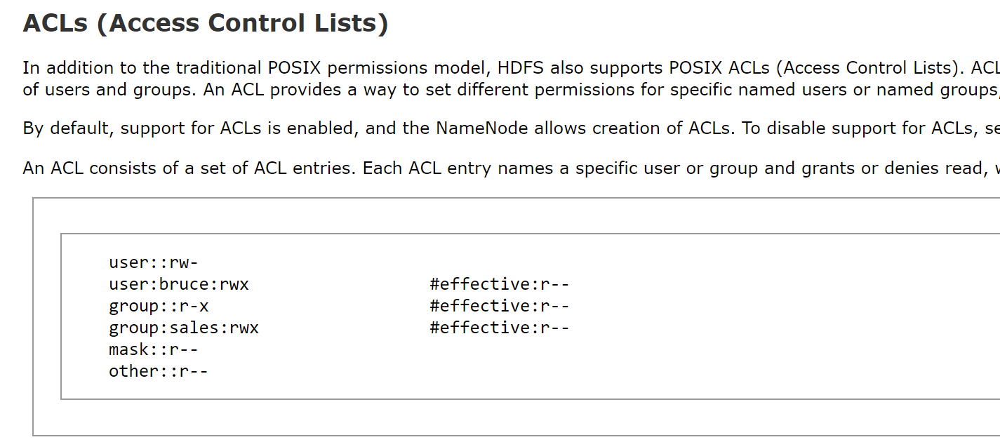 ACLs (Access Control Lists)
In addition to the traditional POSIX permissions model, HDFS also supports POSIX ACLs (Access Control Lists). ACL
of users and groups. An ACL provides a way to set different permissions for specific named users or named groups,
By default, support for ACLs is enabled, and the NameNode allows creation of ACLs. To disable support for ACLs, se
An ACL consists of a set of ACL entries. Each ACL entry names a specific user or group and grants or denies read,
user::rw-
user:bruce:rwx #effective:r--
group::r-x #effective:r--
group:sales:rwx #effective:r--
mask::r--
other::r--